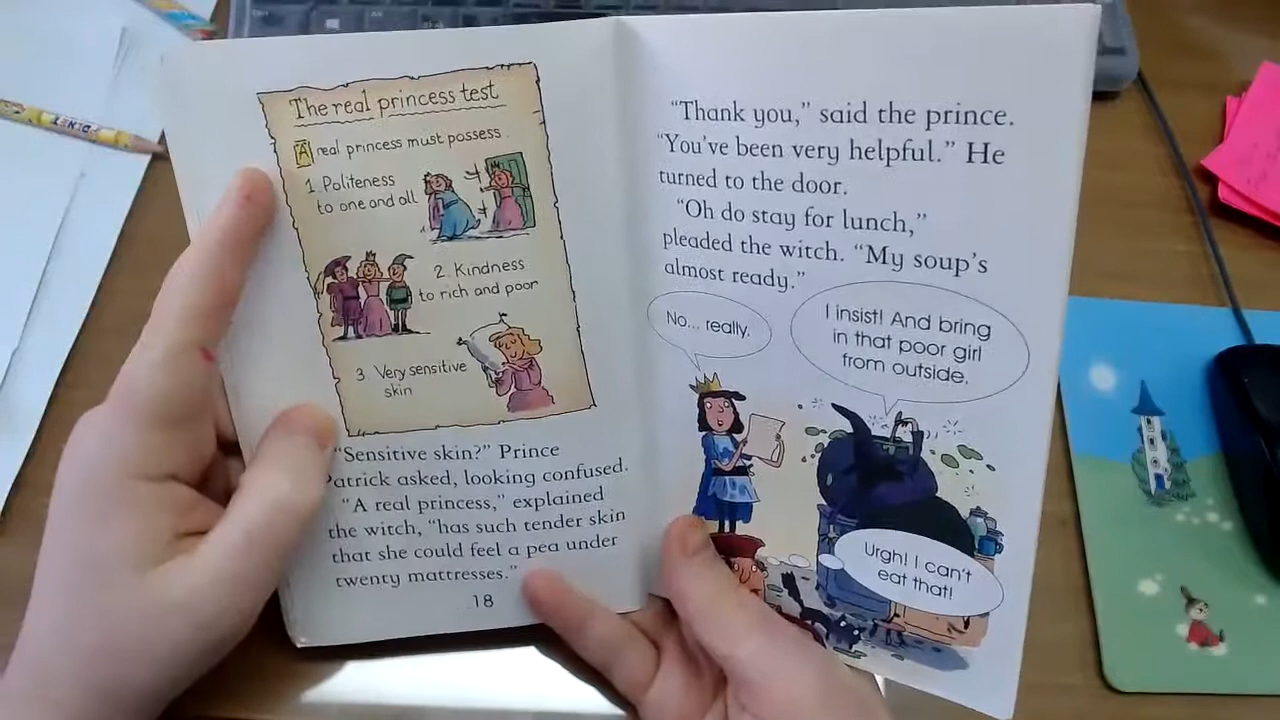 The real princess test
A real princess must possess
1. Politeness
to one and all
2. Kindness
to rich and poor
3. Very sensitive
skin
"Sensitive skin?" Prince
Patrick asked, looking confused.
"A real princess," explained
the witch, "has such tender skin
that she could feel a pea under
twenty mattresses."
18
"Thank you," said the prince.
"You've been very helpful." He
turned to the door.
"Oh do stay for lunch,"
pleaded the witch. "My soup's
almost ready."
No... really.
I insist! And bring
in that poor girl
from outside.
Urgh! I can't
eat that!